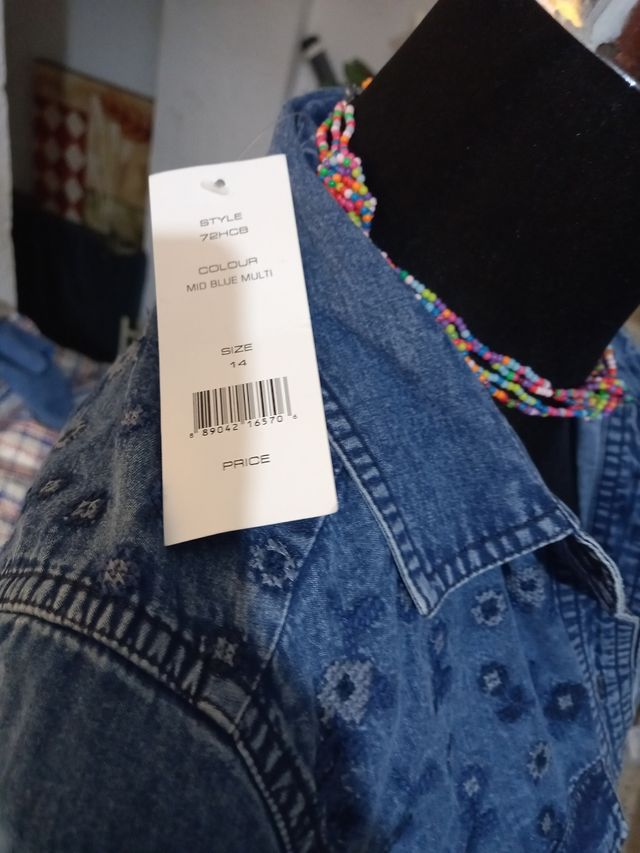 STYLE
72HCB
COLOUR
MID BLUE MULTI
SIZE
14
8 89042 16570 6
PRICE